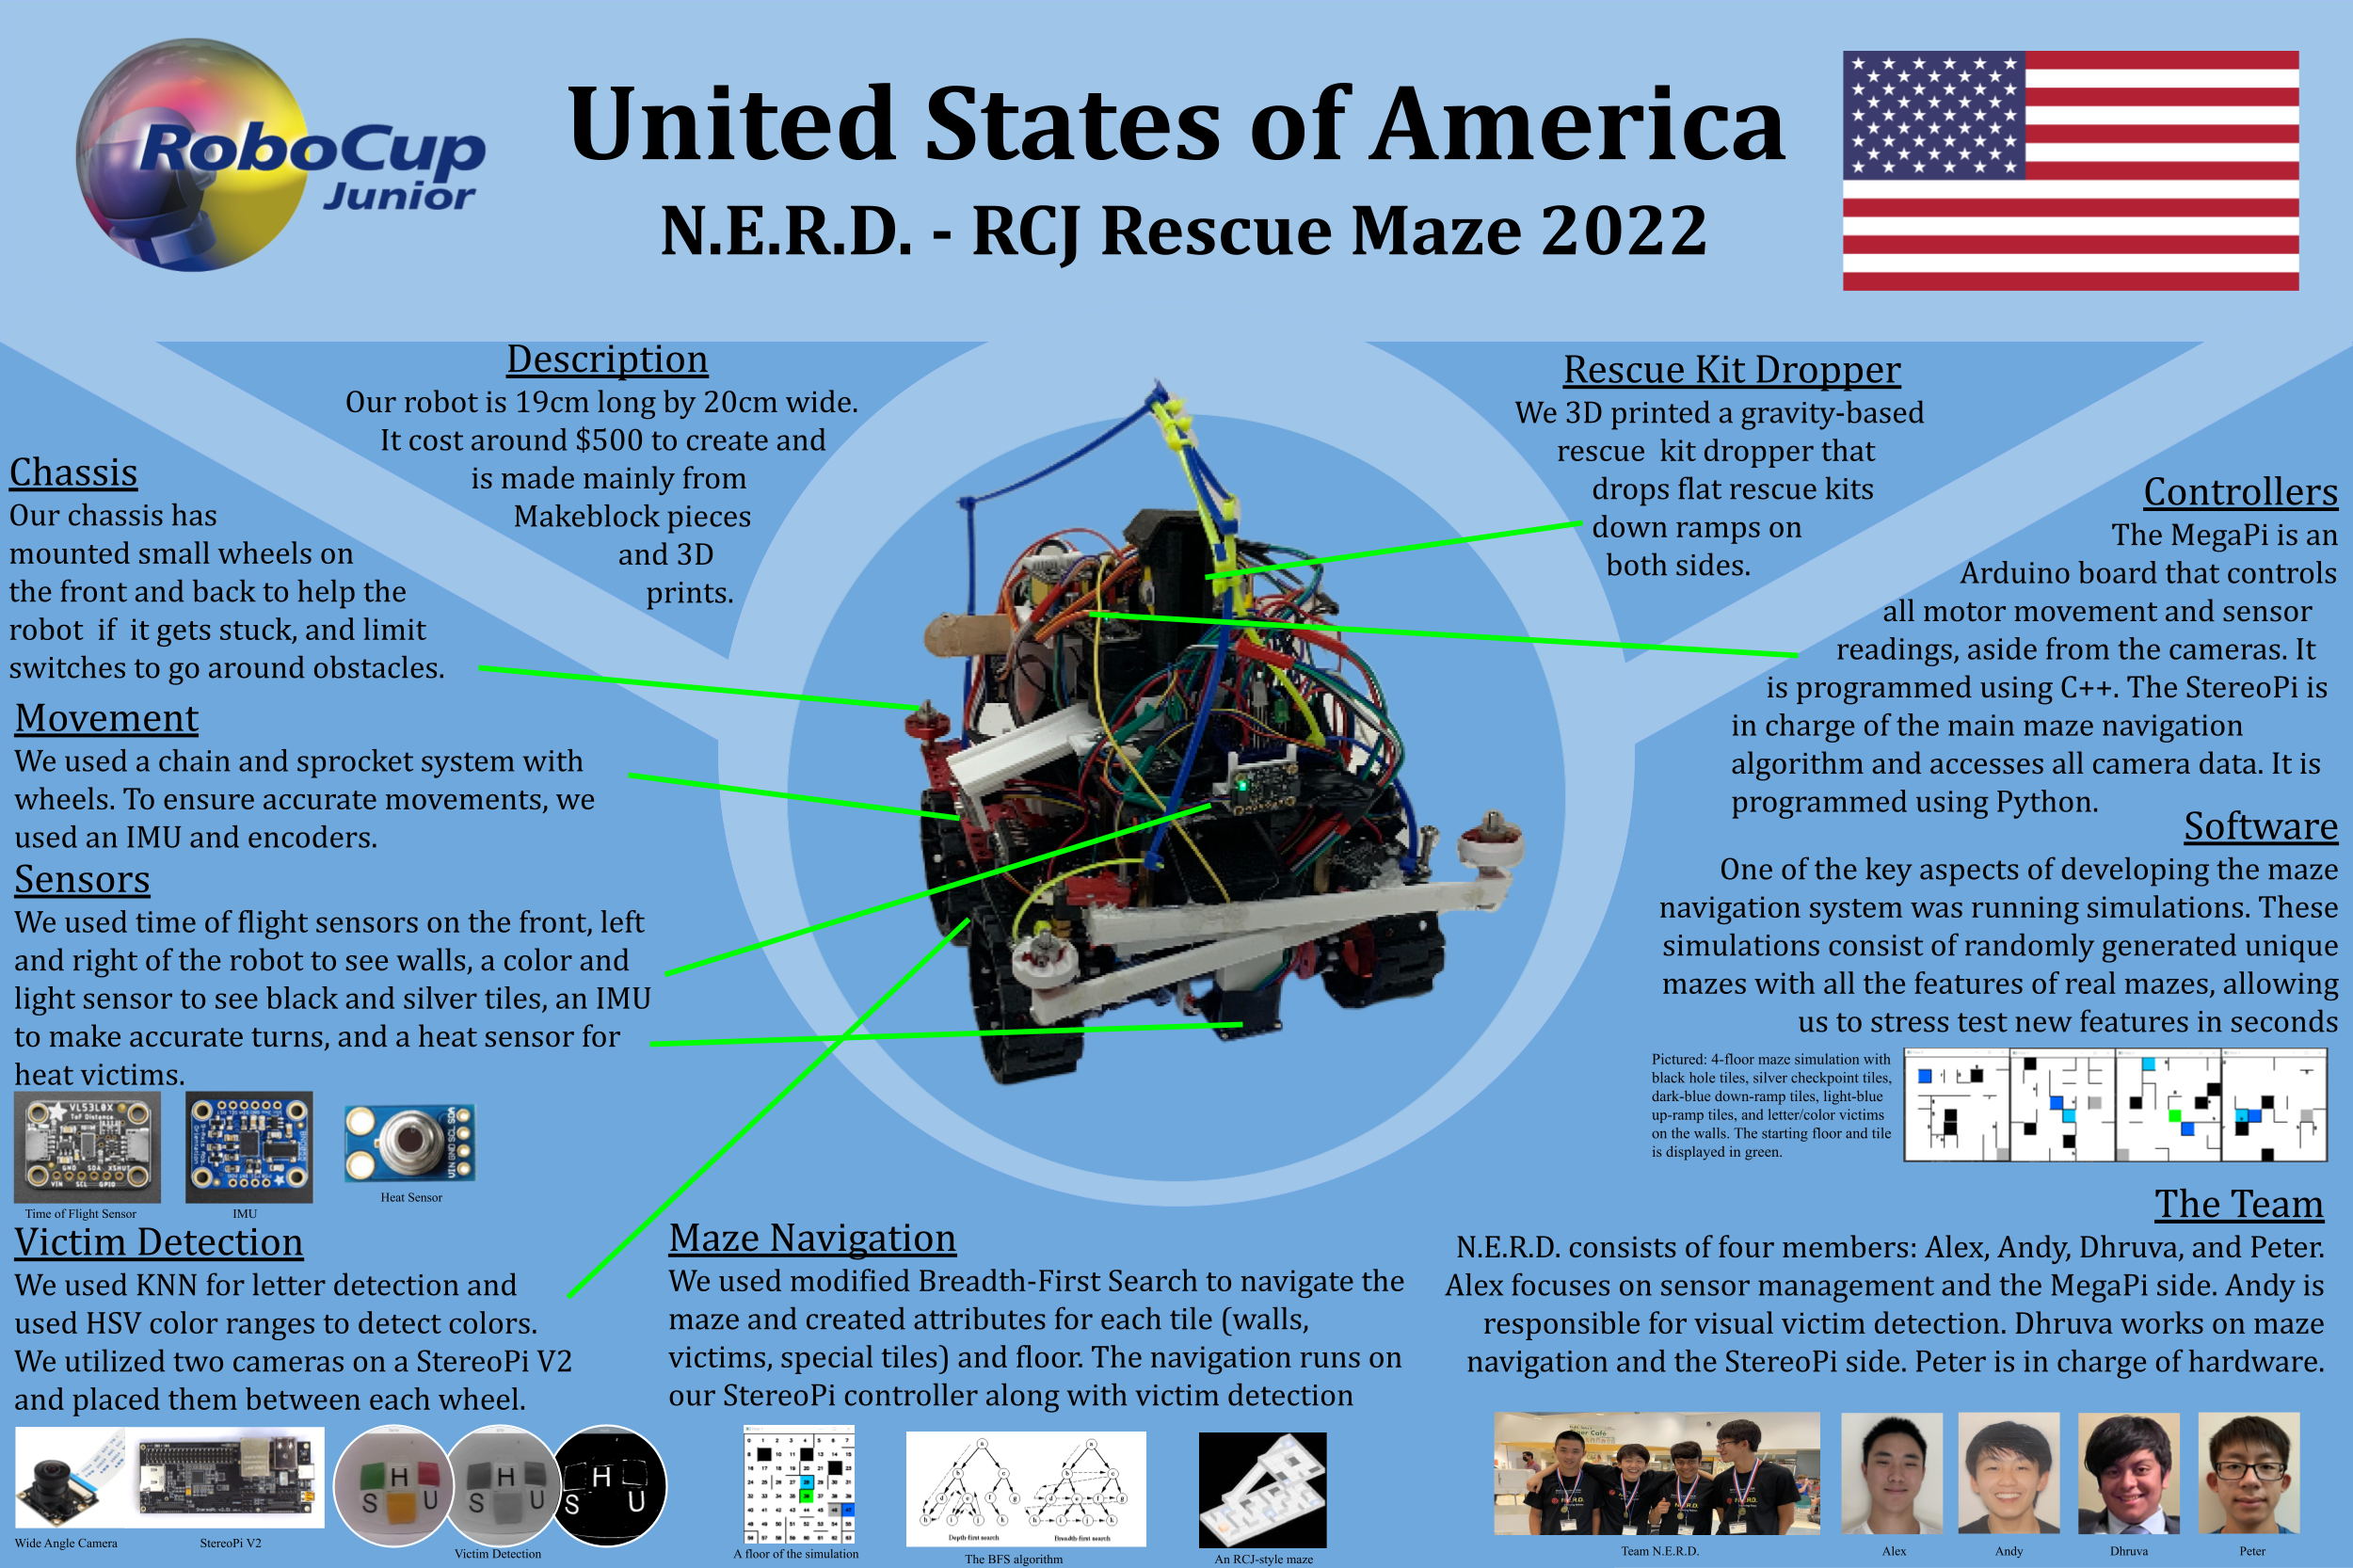 RoboCup
Junior
United States of America
N.E.R.D. - RCJ Rescue Maze 2022
Description
Our robot is 19cm long by 20cm wide.
It cost around $500 to create and
is made mainly from
Makeblock pieces
and 3D
prints.
Rescue Kit Dropper
We 3D printed a gravity-based
rescue  kit dropper that
drops flat rescue kits
down ramps on
both sides.
Chassis
Our chassis has
mounted small wheels on
the front and back to help the
robot  if  it gets stuck, and limit
switches to go around obstacles.
Movement
We used a chain and sprocket system with
wheels. To ensure accurate movements, we
used an IMU and encoders.
Sensors
We used time of flight sensors on the front, left
and right of the robot to see walls, a color and
light sensor to see black and silver tiles, an IMU
to make accurate turns, and a heat sensor for
heat victims.
VL53L0X
ToF Distance
GND SDA XSHUT
VIN SCL GPIO
VIN GND SCL SDA
Time of Flight Sensor
IMU
Heat Sensor
Controllers
The MegaPi is an
Arduino board that controls
all motor movement and sensor
readings, aside from the cameras. It
is programmed using C++. The StereoPi is
in charge of the main maze navigation
algorithm and accesses all camera data. It is
programmed using Python.
Software
One of the key aspects of developing the maze
navigation system was running simulations. These
simulations consist of randomly generated unique
mazes with all the features of real mazes, allowing
us to stress test new features in seconds
Pictured: 4-floor maze simulation with
black hole tiles, silver checkpoint tiles,
dark-blue down-ramp tiles, light-blue
up-ramp tiles, and letter/color victims
on the walls. The starting floor and tile
is displayed in green.
Victim Detection
We used KNN for letter detection and
used HSV color ranges to detect colors.
We utilized two cameras on a StereoPi V2
and placed them between each wheel.
H
S
U
H
S
U
H
S
U
Wide Angle Camera
StereoPi V2
Victim Detection
Maze Navigation
We used modified Breadth-First Search to navigate the
maze and created attributes for each tile (walls,
victims, special tiles) and floor. The navigation runs on
our StereoPi controller along with victim detection
Depth-first search
Breadth-first search
A floor of the simulation
The BFS algorithm
An RCJ-style maze
The Team
N.E.R.D. consists of four members: Alex, Andy, Dhruva, and Peter.
Alex focuses on sensor management and the MegaPi side. Andy is
responsible for visual victim detection. Dhruva works on maze
navigation and the StereoPi side. Peter is in charge of hardware.
Team N.E.R.D.
Alex
Andy
Dhruva
Peter